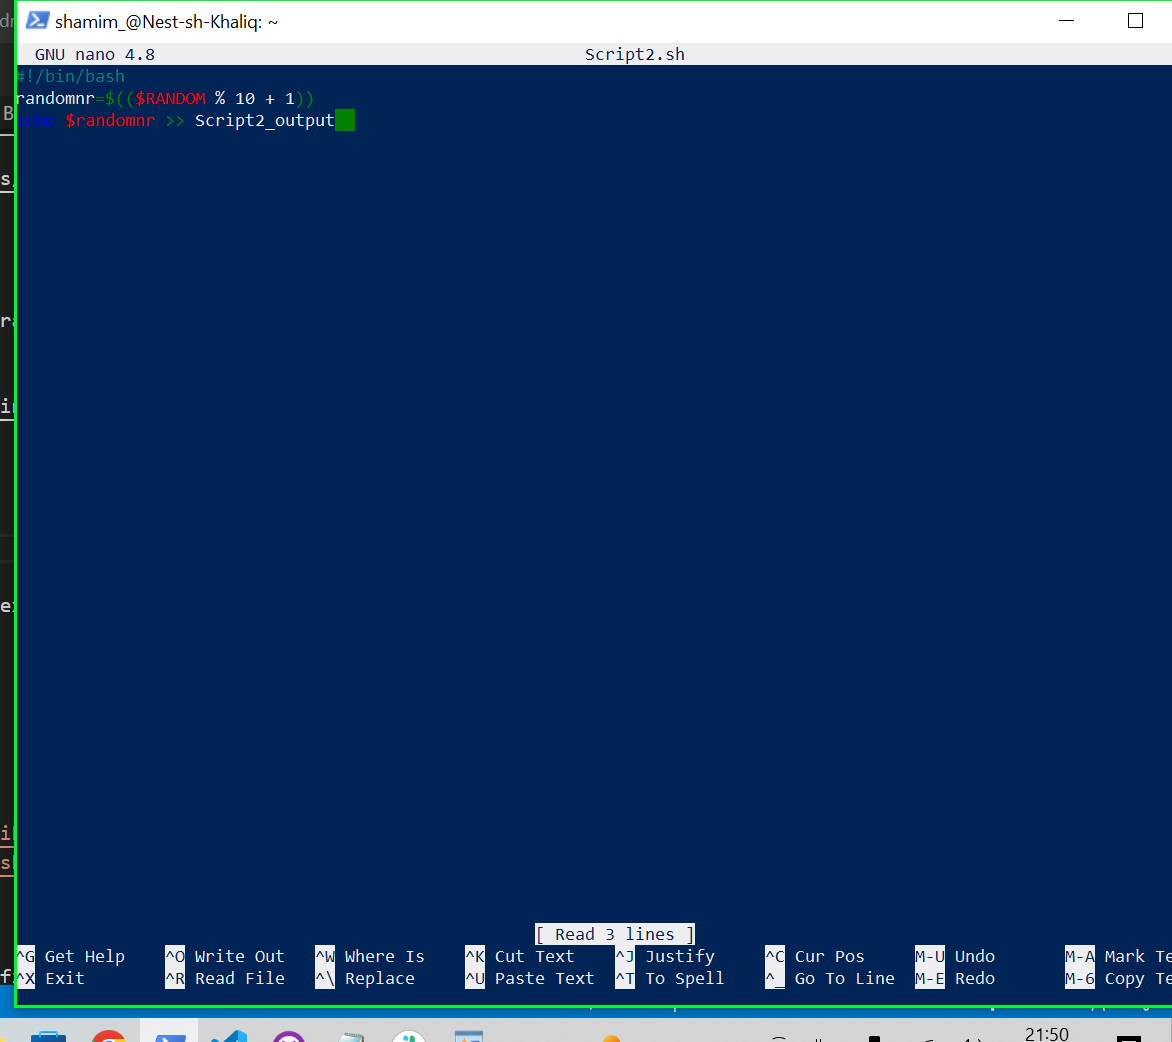 shamim_@Nest-sh-Khaliq: ~
GNU nano 4.8 Script2.sh
#!/bin/bash
randomnr=$(($RANDOM % 10 + 1))
echo $randomnr >> Script2_output
[ Read 3 lines ]
^G Get Help ^O Write Out ^W Where Is ^K Cut Text ^J Justify ^C Cur Pos M-U Undo M-A Mark Te
^X Exit ^R Read File ^\ Replace ^U Paste Text ^T To Spell ^_ Go To Line M-E Redo M-6 Copy Te
21:50